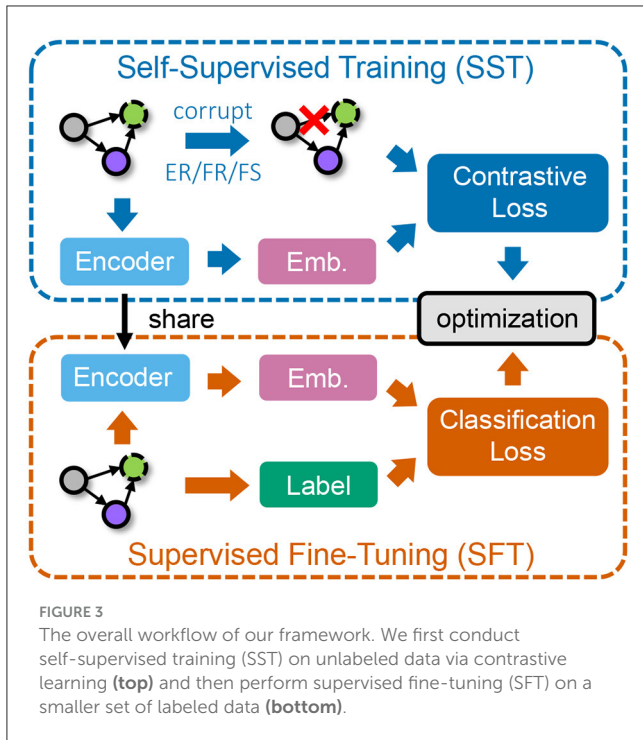 Self-Supervised Training (SST)
corrupt
ER/FR/FS
Contrastive
Loss
Encoder
Emb.
share
optimization
Encoder
Emb.
Classification
Loss
Label
Supervised Fine-Tuning (SFT)
FIGURE 3
The overall workflow of our framework. We first conduct
self-supervised training (SST) on unlabeled data via contrastive
learning (top) and then perform supervised fine-tuning (SFT) on a
smaller set of labeled data (bottom).